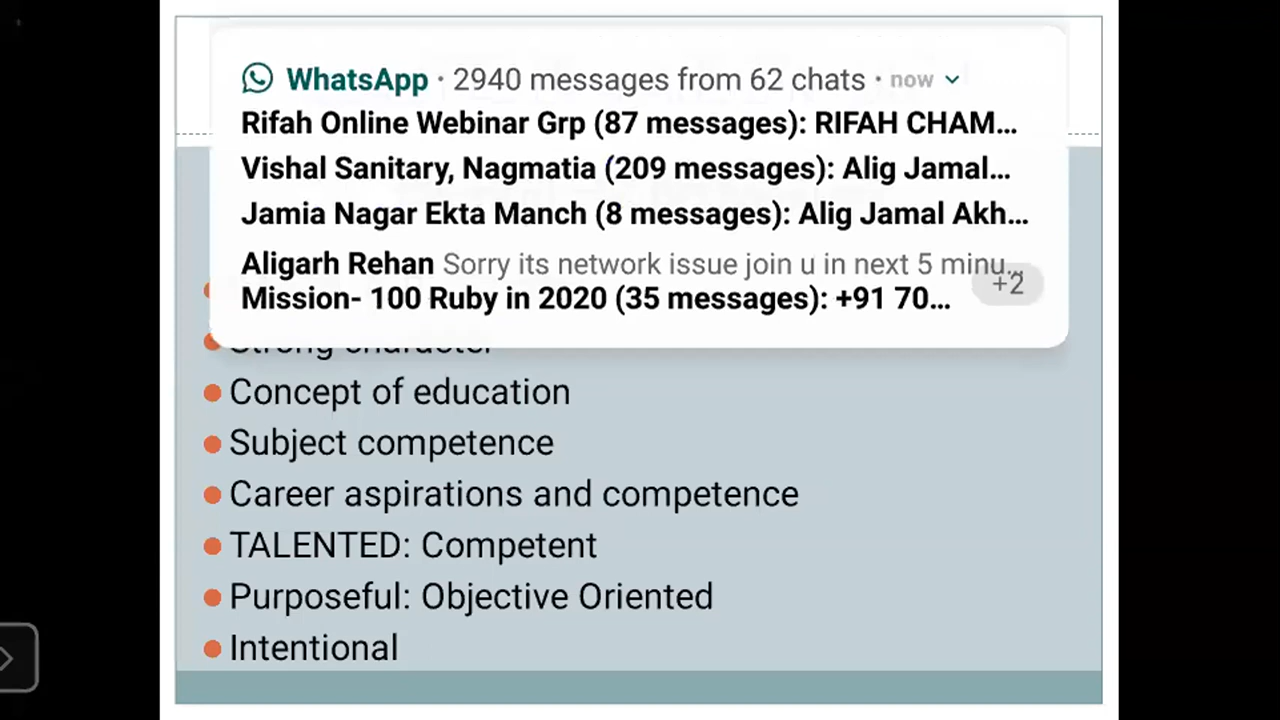 WhatsApp · 2940 messages from 62 chats · now
Rifah Online Webinar Grp (87 messages): RIFAH CHAM...
Vishal Sanitary, Nagmatia (209 messages): Alig Jamal...
Jamia Nagar Ekta Manch (8 messages): Alig Jamal Akh...
Aligarh Rehan Sorry its network issue join u in next 5 minu...
Mission- 100 Ruby in 2020 (35 messages): +91 70...
+2
Strong character
Concept of education
Subject competence
Career aspirations and competence
TALENTED: Competent
Purposeful: Objective Oriented
Intentional